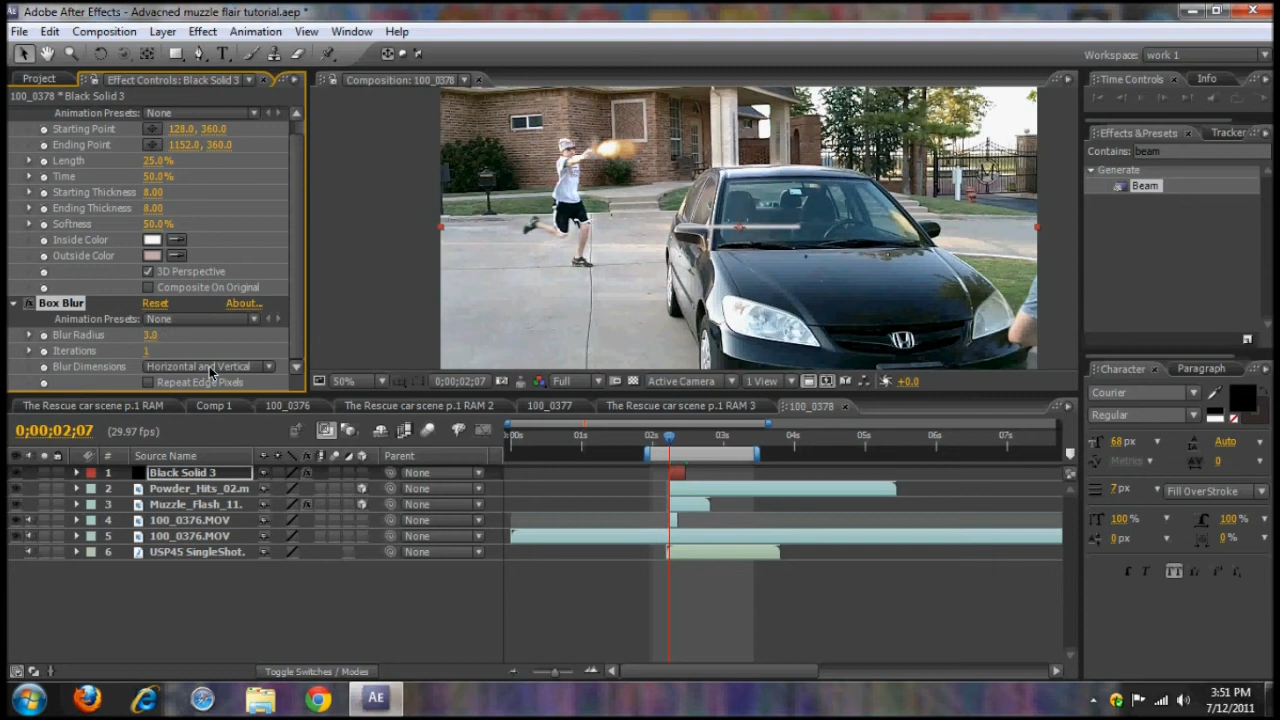 Adobe After Effects - Advacned muzzle flair tutorial.aep *
File Edit Composition Layer Effect Animation View Window Help
Workspace: work 1
Project Effect Controls: Black Solid 3 Composition: 100_0378 Time Controls Info
100_0378 * Black Solid 3
Animation Presets: None
Starting Point 128.0, 360.0
Ending Point 1152.0, 360.0
Length 25.0%
Time 50.0%
Starting Thickness 8.00
Ending Thickness 8.00
Softness 50.0%
Inside Color
Outside Color
3D Perspective
Composite On Original
Box Blur Reset About...
Animation Presets: None
Blur Radius 3.0
Iterations 1
Blur Dimensions Horizontal and Vertical
Repeat Edge Pixels
50% 0;00;02;07 Full Active Camera 1 View +0.0
Effects & Presets Tracker
Contains: beam
Generate
Beam
Character Paragraph
Courier
Regular
68 px Auto
Metrics 0
7 px Fill Over Stroke
100 % 100 %
0 px 0 %
T T TT Tr
The Rescue car scene p.1 RAM Comp 1 100_0376 The Rescue car scene p.1 RAM 2 100_0377 The Rescue car scene p.1 RAM 3 100_0378
0;00;02;07 (29.97 fps)
:00s 01s 02s 03s 04s 05s 06s 07s
# Source Name Parent
1 Black Solid 3 None
2 Powder_Hits_02.m None
3 Muzzle_Flash_11. None
4 100_0376.MOV None
5 100_0376.MOV None
6 USP45 SingleShot. None
Toggle Switches / Modes
AE
3:51 PM
7/12/2011